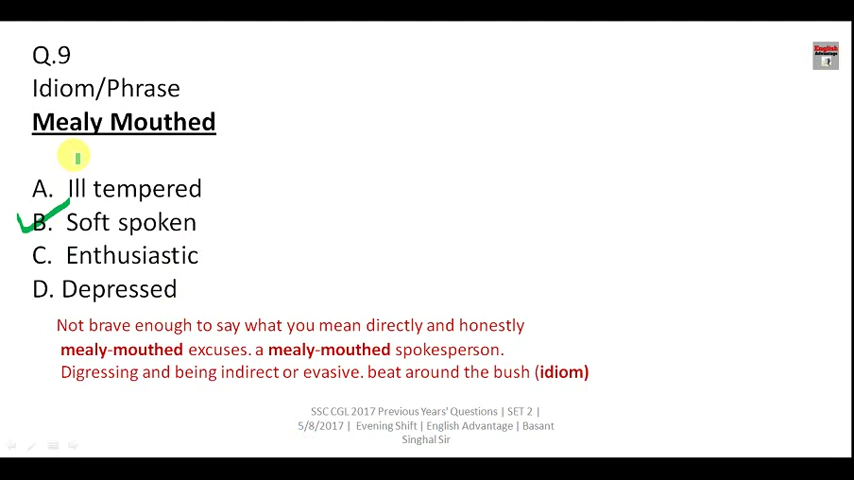 Q.9
English
Advantage
Idiom/Phrase
Mealy Mouthed
A. Ill tempered
B. Soft spoken
C. Enthusiastic
D. Depressed
Not brave enough to say what you mean directly and honestly
mealy-mouthed excuses. a mealy-mouthed spokesperson.
Digressing and being indirect or evasive. beat around the bush (idiom)
SSC CGL 2017 Previous Years' Questions | SET 2 |
5/8/2017 | Evening Shift | English Advantage | Basant
Singhal Sir